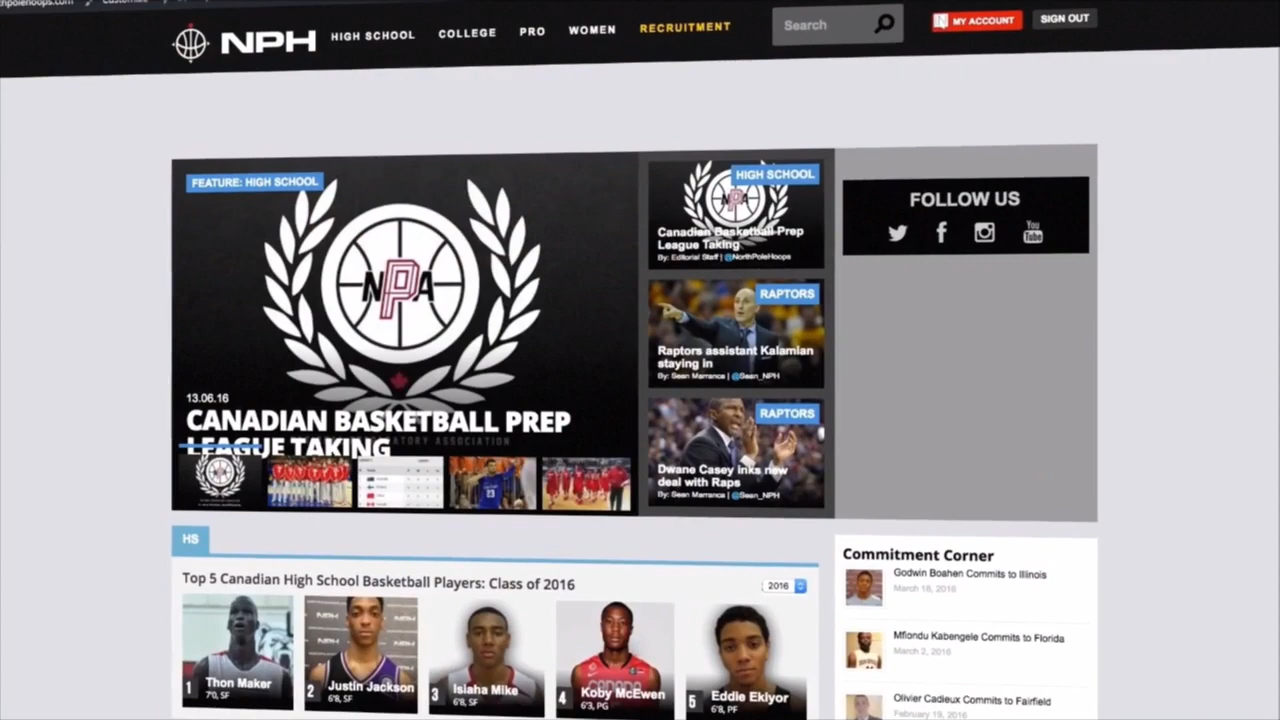 NPH
HIGH SCHOOL
COLLEGE
PRO
WOMEN
RECRUITMENT
Search
MY ACCOUNT
SIGN OUT
FEATURE: HIGH SCHOOL
NPA
13.06.16
CANADIAN BASKETBALL PREP
LEAGUE TAKING
HIGH SCHOOL
Canadian Basketball Prep
League Taking
By: Editorial Staff | @NorthPoleHoops
RAPTORS
Raptors assistant Kalamian
staying in
By: Sean Marranca | @Sean_NPH
RAPTORS
Dwane Casey inks new
deal with Raps
By: Sean Marranca | @Sean_NPH
FOLLOW US
You
Tube
23
HS
Top 5 Canadian High School Basketball Players: Class of 2016
2016
1 Thon Maker
7'0, SF
2 Justin Jackson
6'8, SF
3 Isiaha Mike
6'8, SF
4 Koby McEwen
6'3, PG
5 Eddie Ekiyor
6'8, PF
Commitment Corner
Godwin Boahen Commits to Illinois
March 18, 2016
Mfiondu Kabengele Commits to Florida
March 2, 2016
Olivier Cadieux Commits to Fairfield
February 19, 2016